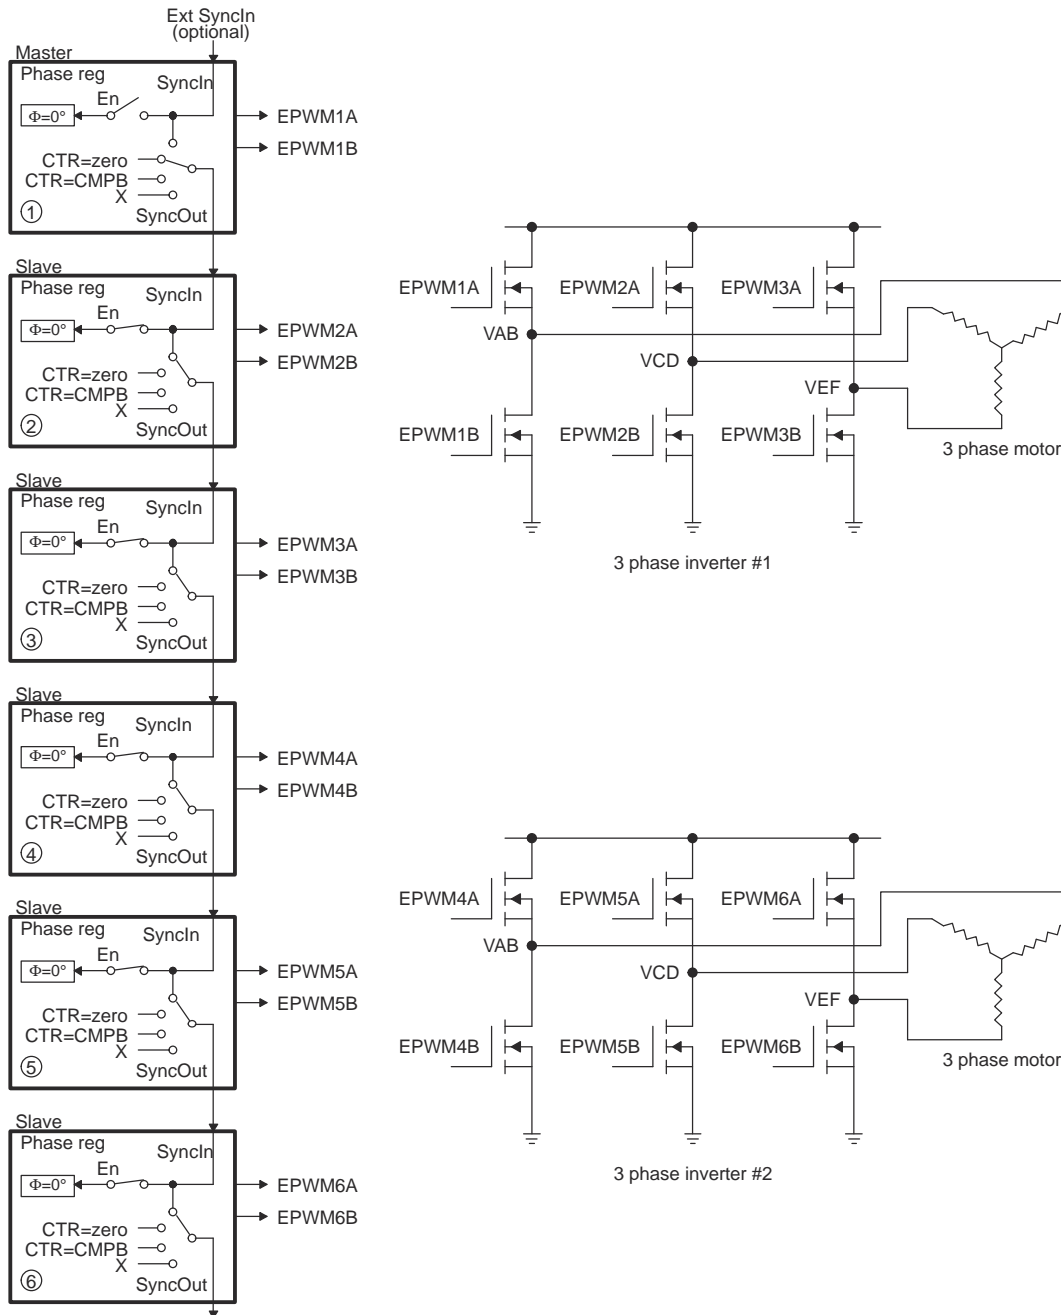 Ext SyncIn
(optional)
Master
Phase reg
SyncIn
En
Φ=0°
EPWM1A
EPWM1B
CTR=zero
CTR=CMPB
X
1
SyncOut
Slave
Phase reg
SyncIn
En
Φ=0°
EPWM2A
EPWM2B
CTR=zero
CTR=CMPB
X
2
SyncOut
Slave
Phase reg
SyncIn
En
Φ=0°
EPWM3A
EPWM3B
CTR=zero
CTR=CMPB
X
3
SyncOut
Slave
Phase reg
SyncIn
En
Φ=0°
EPWM4A
EPWM4B
CTR=zero
CTR=CMPB
X
4
SyncOut
Slave
Phase reg
SyncIn
En
Φ=0°
EPWM5A
EPWM5B
CTR=zero
CTR=CMPB
X
5
SyncOut
Slave
Phase reg
SyncIn
En
Φ=0°
EPWM6A
EPWM6B
CTR=zero
CTR=CMPB
X
6
SyncOut
EPWM1A
EPWM2A
EPWM3A
VAB
VCD
VEF
EPWM1B
EPWM2B
EPWM3B
3 phase motor
3 phase inverter #1
EPWM4A
EPWM5A
EPWM6A
VAB
VCD
VEF
EPWM4B
EPWM5B
EPWM6B
3 phase motor
3 phase inverter #2